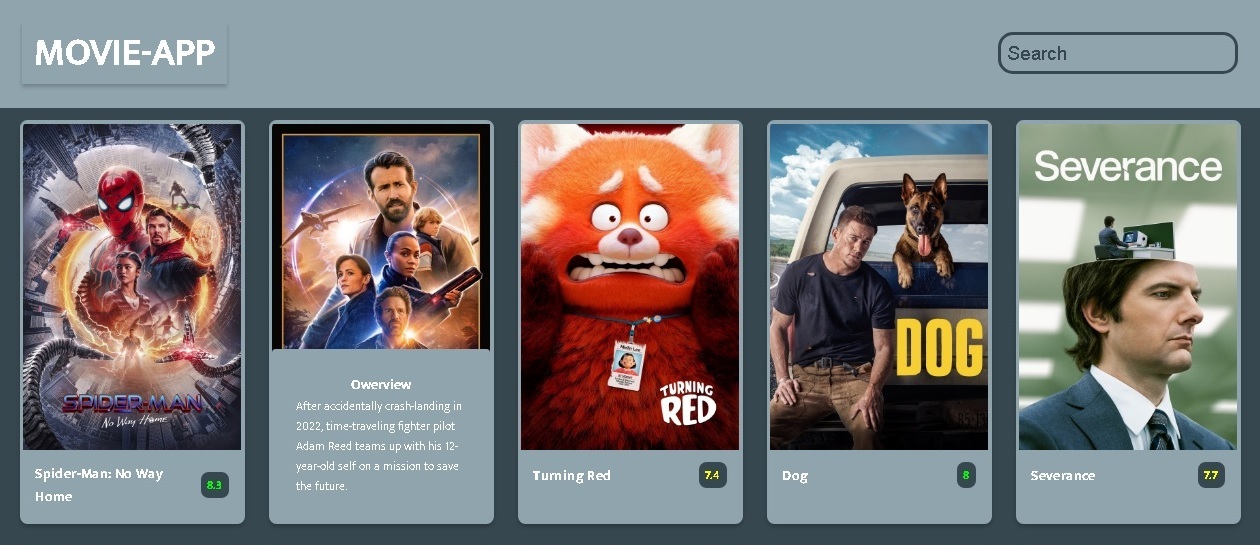 MOVIE-APP
Search
SPIDER-MAN
No Way Home
Spider-Man: No Way
Home
8.3
Owerview
After accidentally crash-landing in
2022, time-traveling fighter pilot
Adam Reed teams up with his 12-
year-old self on a mission to save
the future.
TURNING
RED
Turning Red
7.4
DOG
Dog
8
Severance
Severance
7.7